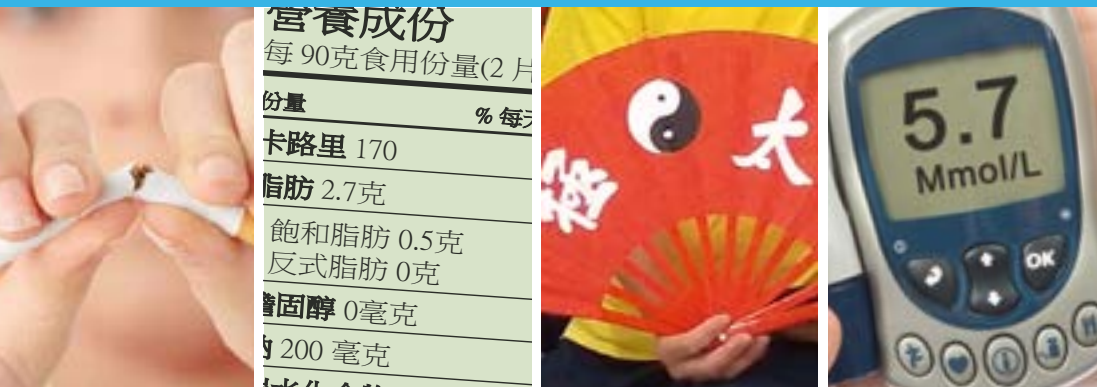 營養成份
每 90克食用份量(2 片
份量 % 每天
卡路里 170
脂肪 2.7克
飽和脂肪 0.5克
反式脂肪 0克
膽固醇 0毫克
鈉 200 毫克
極 太
5.7
Mmol/L
OK